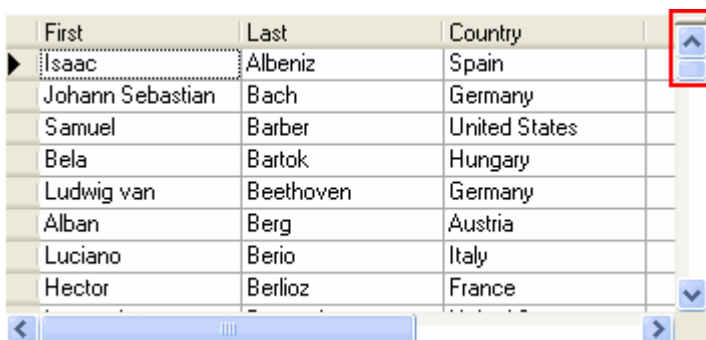 First Last Country
Isaac Albeniz Spain
Johann Sebastian Bach Germany
Samuel Barber United States
Bela Bartok Hungary
Ludwig van Beethoven Germany
Alban Berg Austria
Luciano Berio Italy
Hector Berlioz France